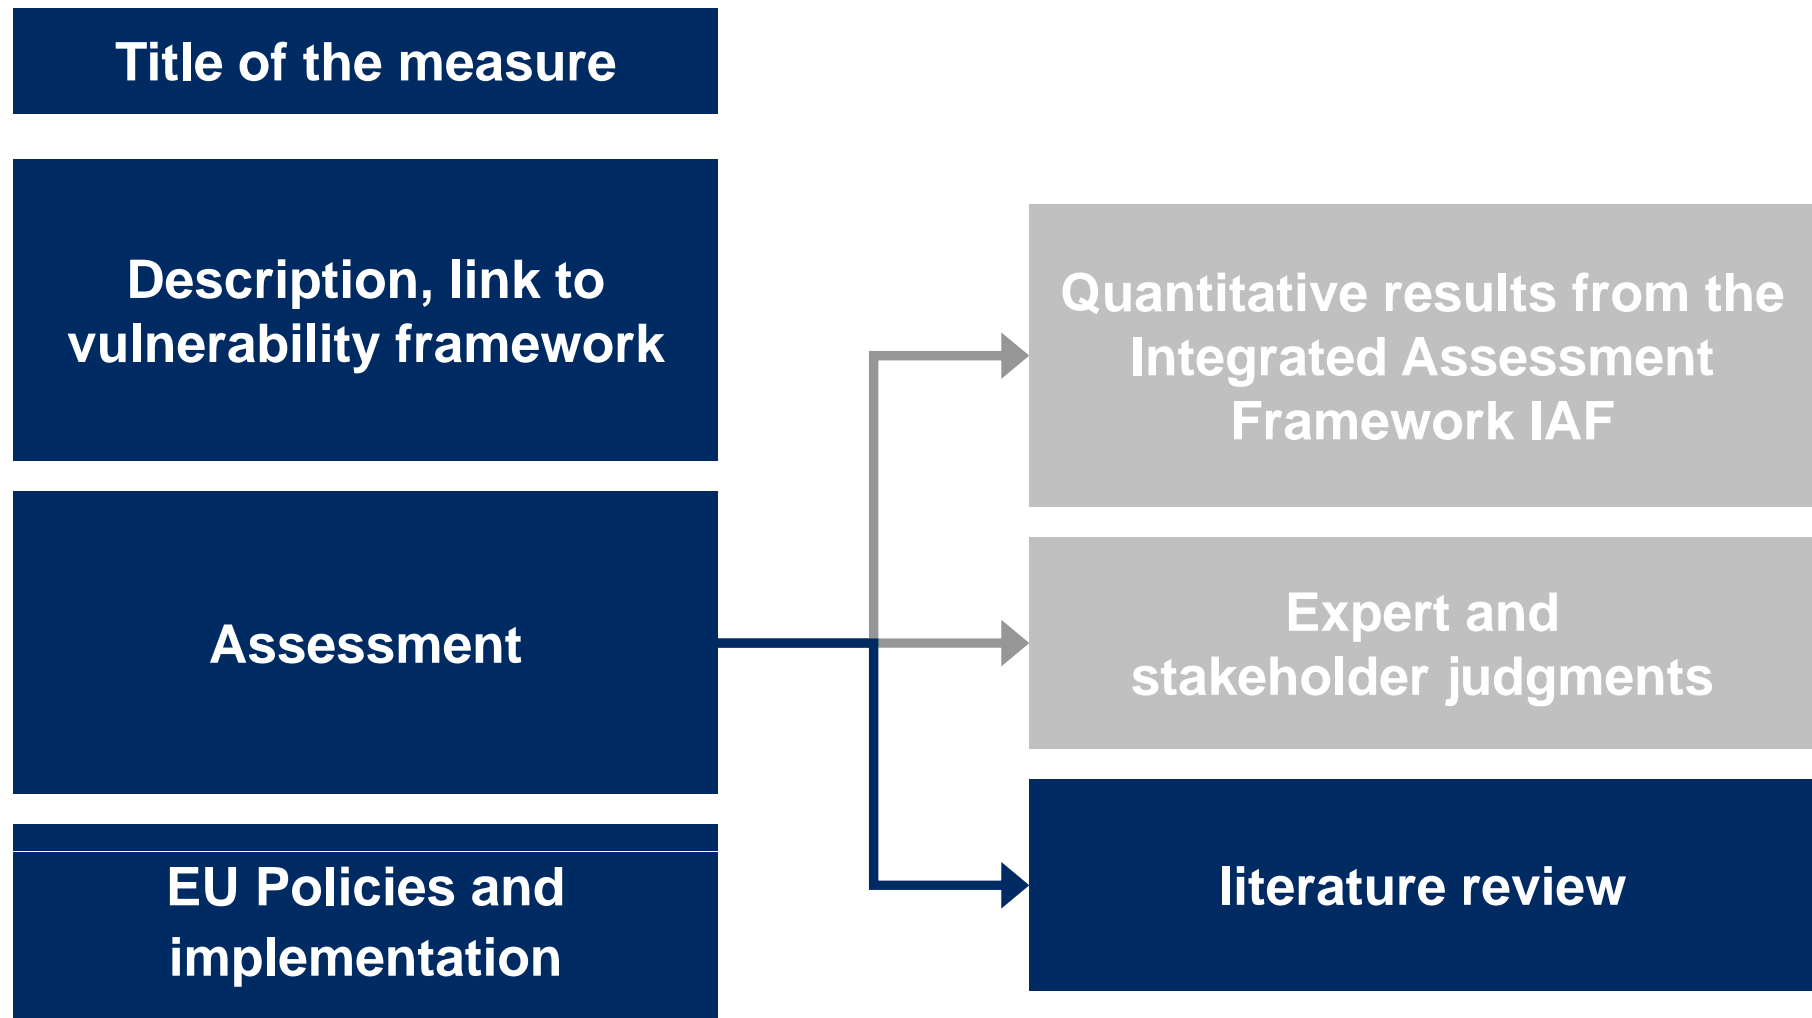 Title of the measure
Description, link to
vulnerability framework
Assessment
EU Policies and
implementation
Quantitative results from the
Integrated Assessment
Framework IAF
Expert and
stakeholder judgments
literature review